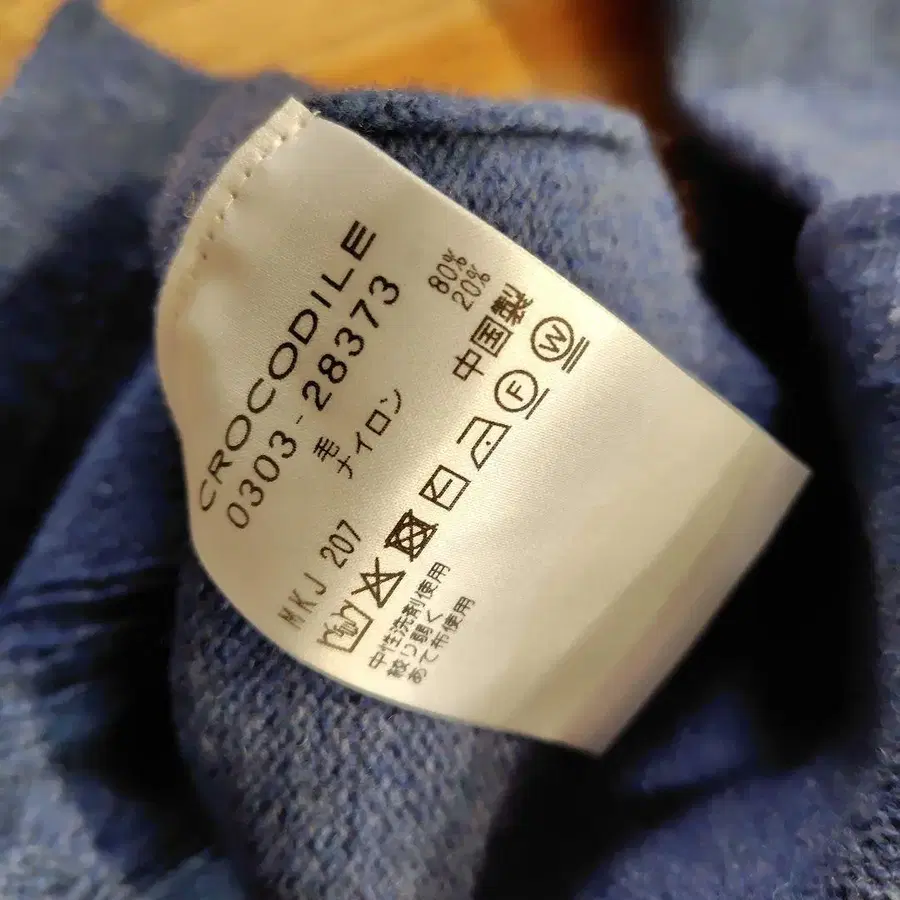 CROCODILE
0303-28373
毛 80%
ナイロン 20%
中国製
MKJ 207
F
W
中性洗剤使用
絞り弱く
あて布使用